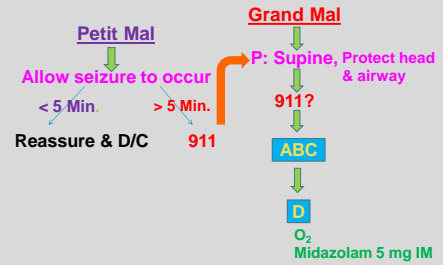 Petit Mal
Allow seizure to occur
< 5 Min.
> 5 Min.
Reassure & D/C
911
Grand Mal
P: Supine, Protect head
& airway
911?
ABC
D
O₂
Midazolam 5 mg IM